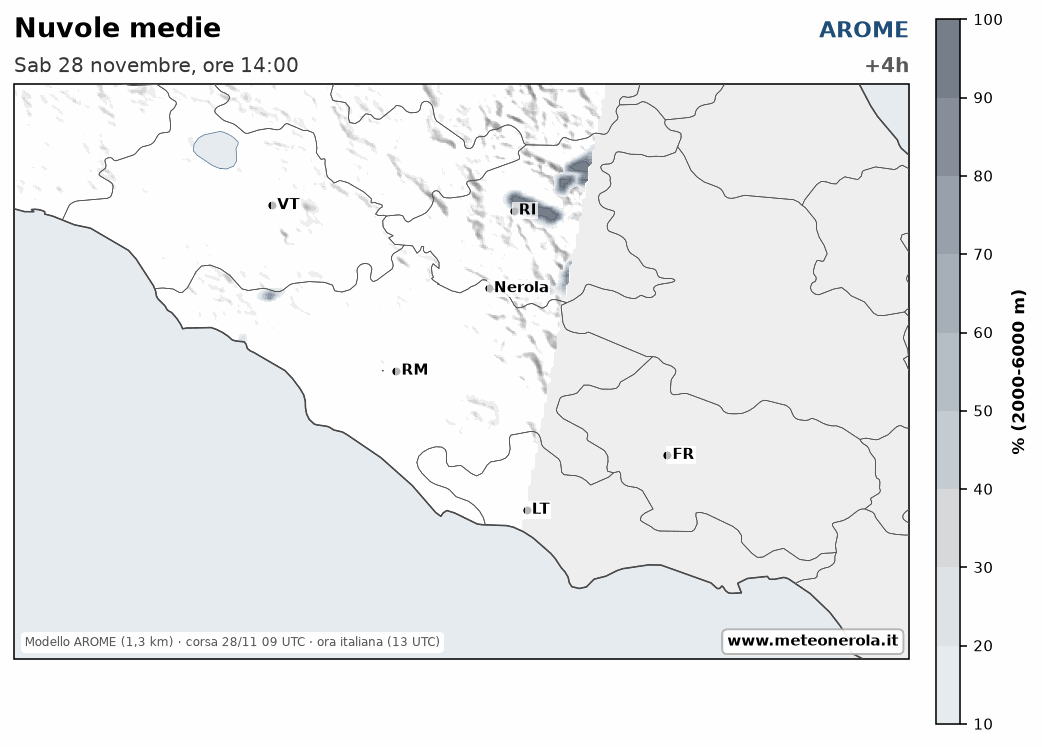 Nuvole medie
AROME
Sab 28 novembre, ore 14:00
+4h
100
90
80
70
60
50
40
30
20
10
% (2000-6000 m)
VT
RI
Nerola
RM
FR
LT
Modello AROME (1,3 km) · corsa 28/11 09 UTC · ora italiana (13 UTC)
www.meteonerola.it